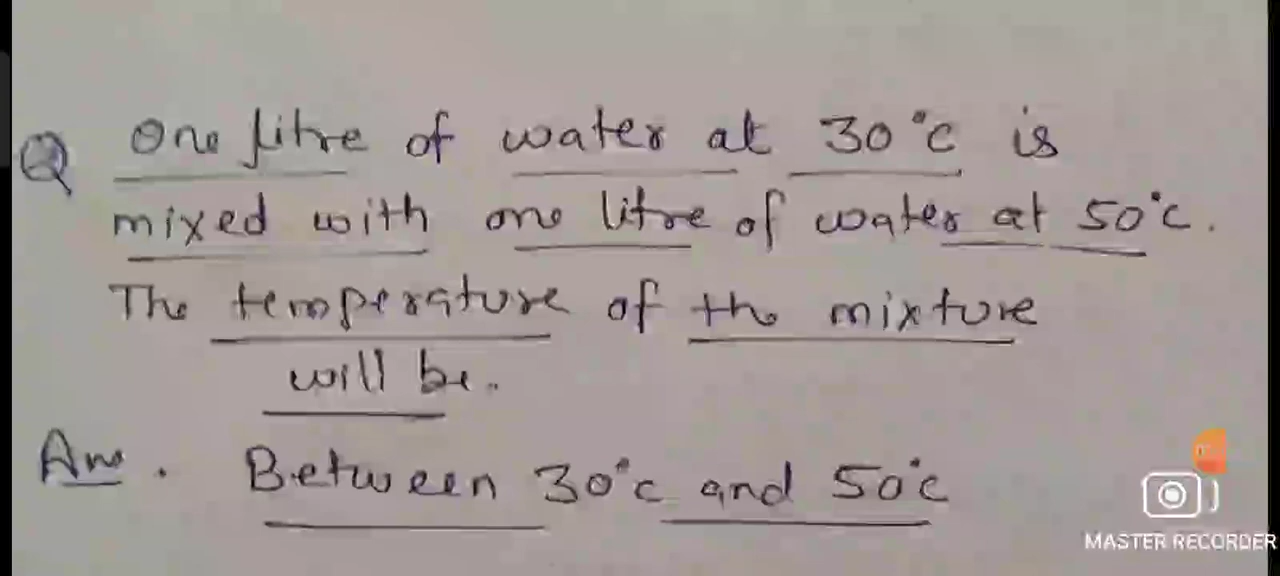 Q One litre of water at 30°c is
mixed with one litre of water at 50°c.
The temperature of the mixture
will be.
Ans. Between 30°c and 50°c
MASTER RECORDER